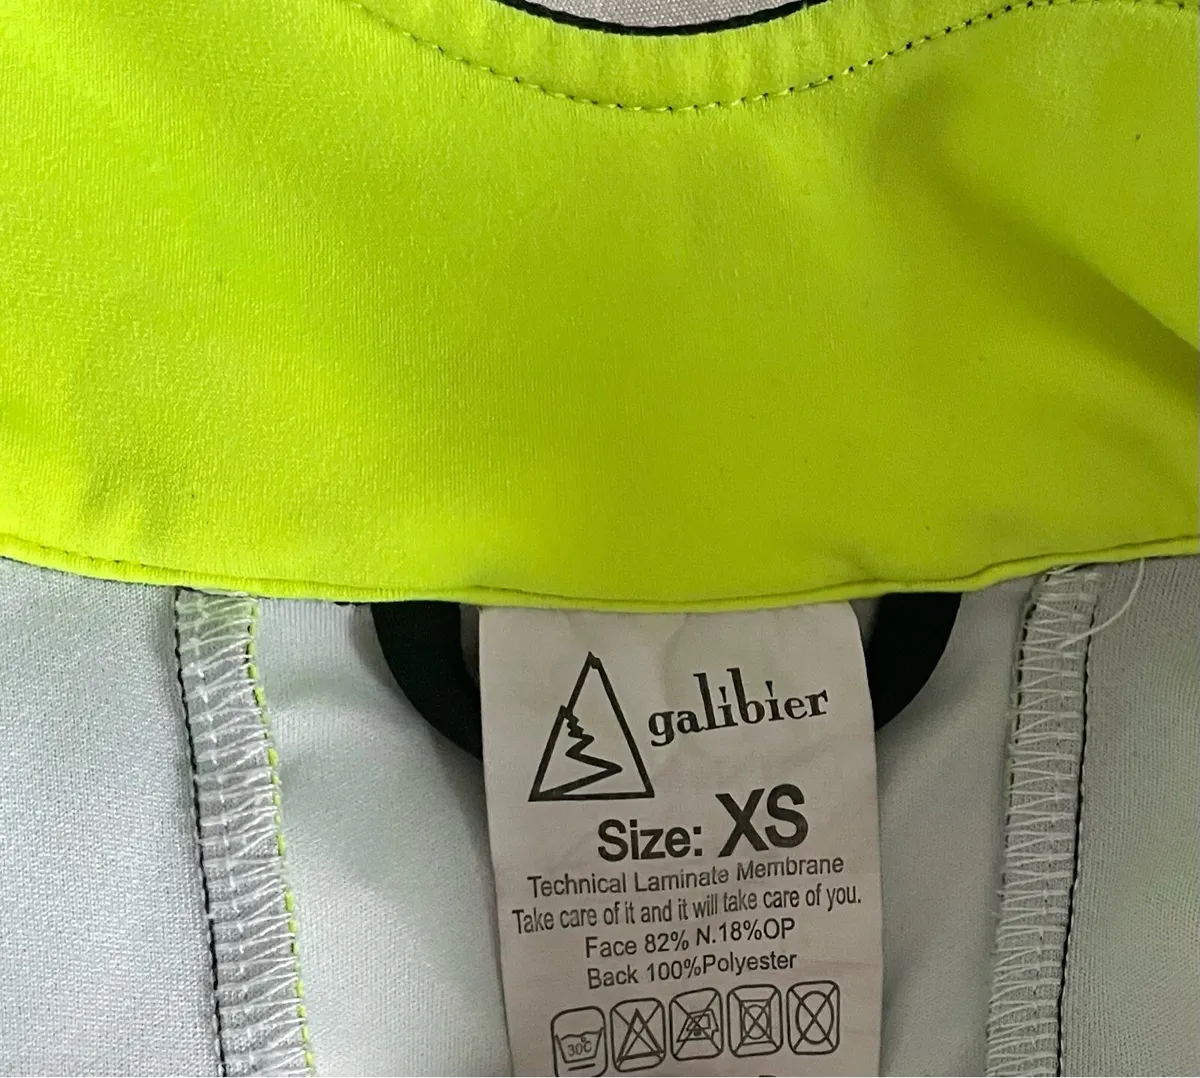 galibier
Size: XS
Technical Laminate Membrane
Take care of it and it will take care of you.
Face 82% N.18%OP
Back 100%Polyester
30C